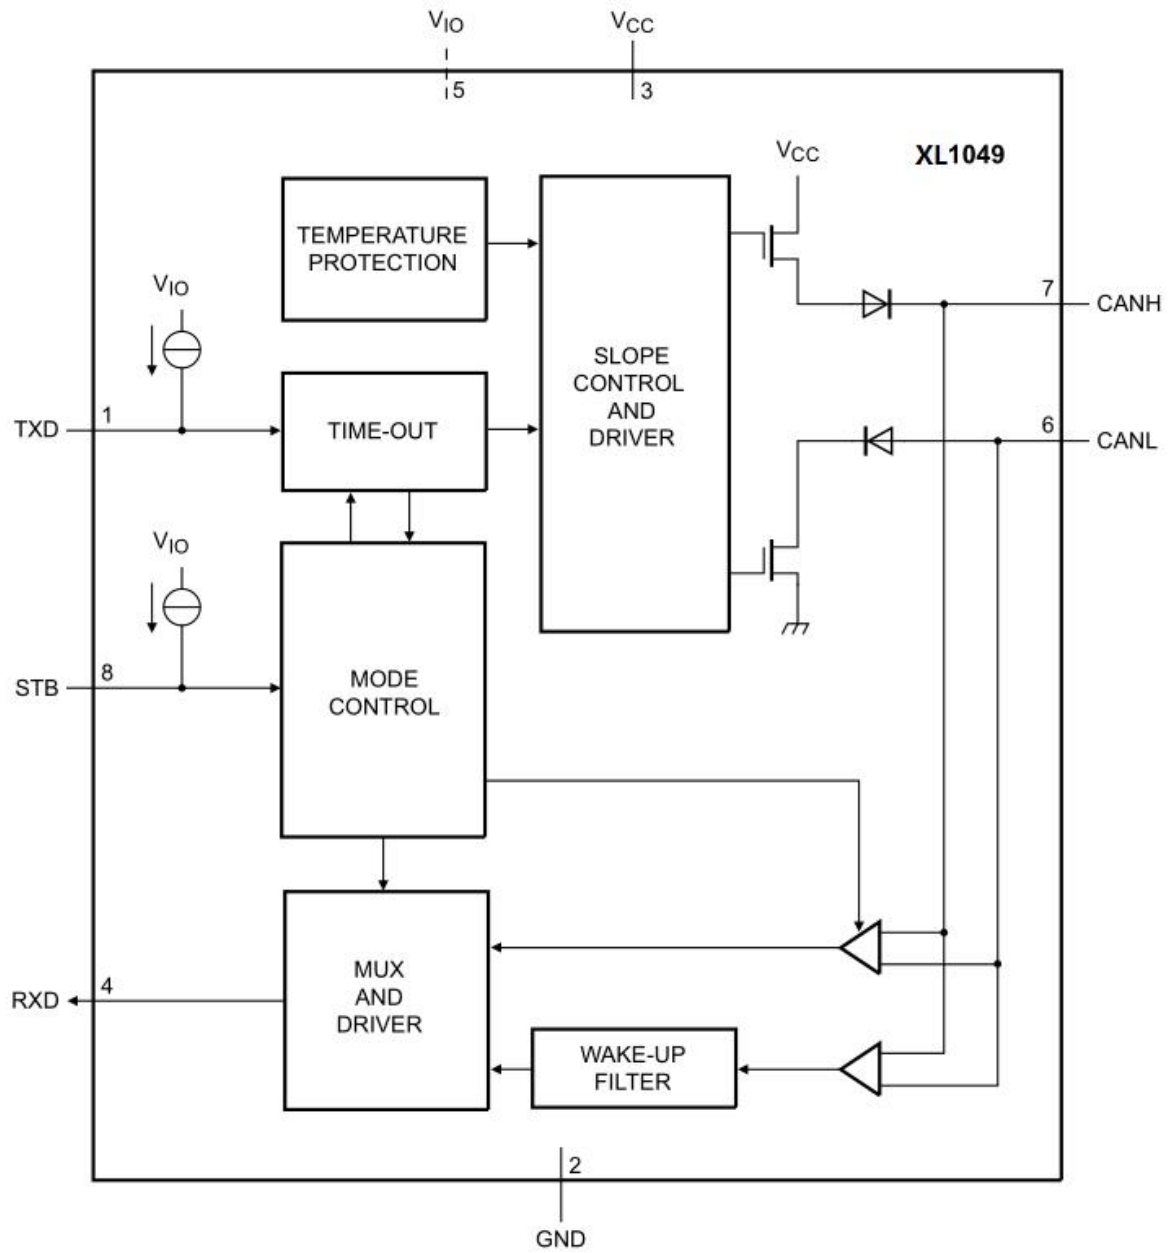 VIO
VCC
5
3
XL1049
VCC
TEMPERATURE
PROTECTION
VIO
7
CANH
SLOPE
CONTROL
AND
DRIVER
TXD
1
TIME-OUT
6
CANL
VIO
STB
8
MODE
CONTROL
MUX
AND
DRIVER
RXD
4
WAKE-UP
FILTER
2
GND